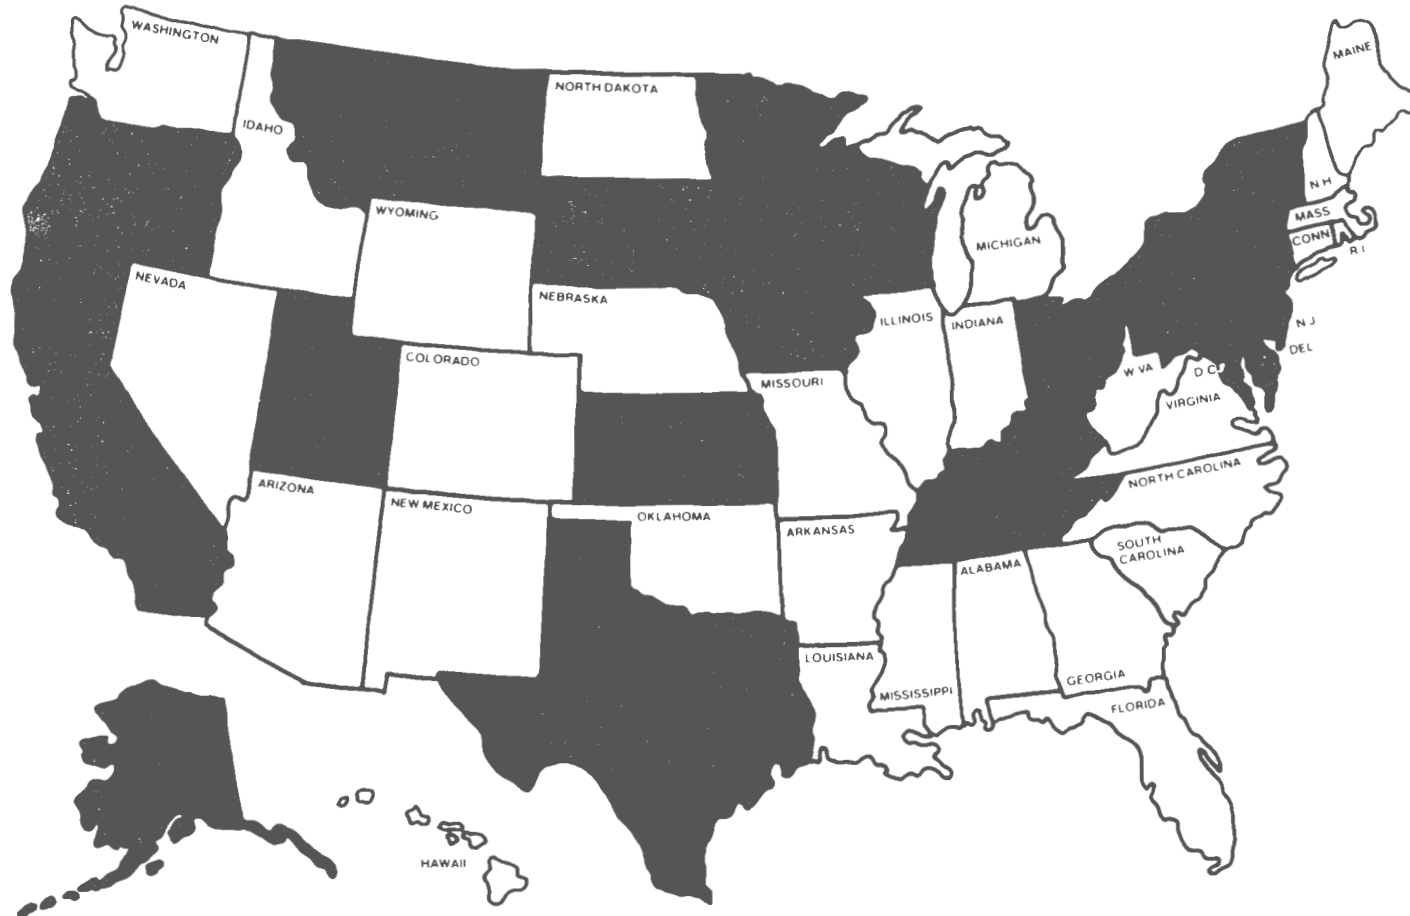 WASHINGTON
MAINE
NORTH DAKOTA
IDAHO
N H
WYOMING
MASS
CONN
MICHIGAN
R I
NEVADA
NEBRASKA
ILLINOIS
INDIANA
N J
DEL
COLORADO
W VA
D C
MISSOURI
VIRGINIA
ARIZONA
NORTH CAROLINA
NEW MEXICO
OKLAHOMA
ARKANSAS
SOUTH
CAROLINA
ALABAMA
LOUISIANA
GEORGIA
MISSISSIPPI
FLORIDA
HAWAII